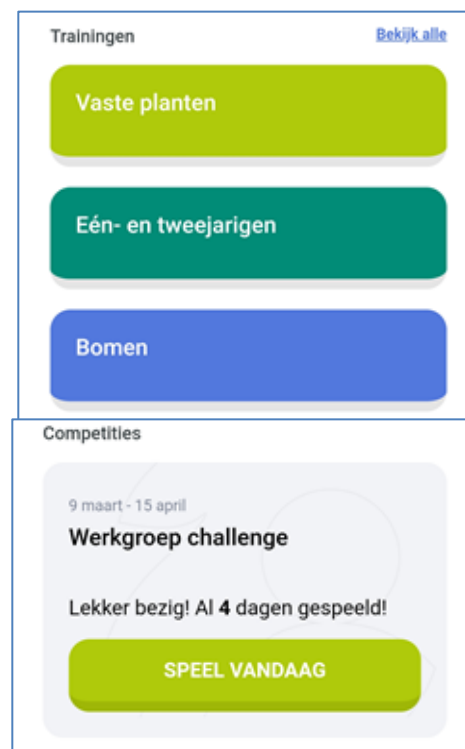 Trainingen Bekijk alle
Vaste planten
Eén- en tweejarigen
Bomen
Competities
9 maart - 15 april
Werkgroep challenge
Lekker bezig! Al 4 dagen gespeeld!
SPEEL VANDAAG